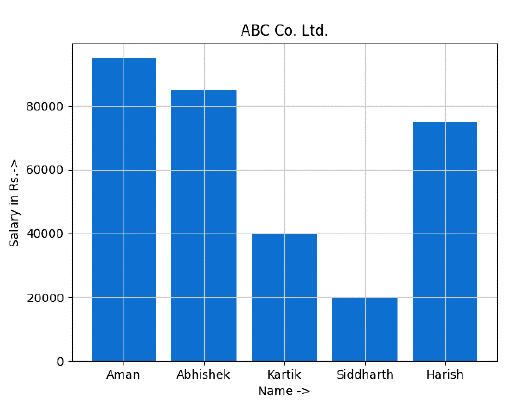 ABC Co. Ltd.
80000
60000
40000
20000
0
Salary in Rs.->
Aman Abhishek Kartik Siddharth Harish
Name ->